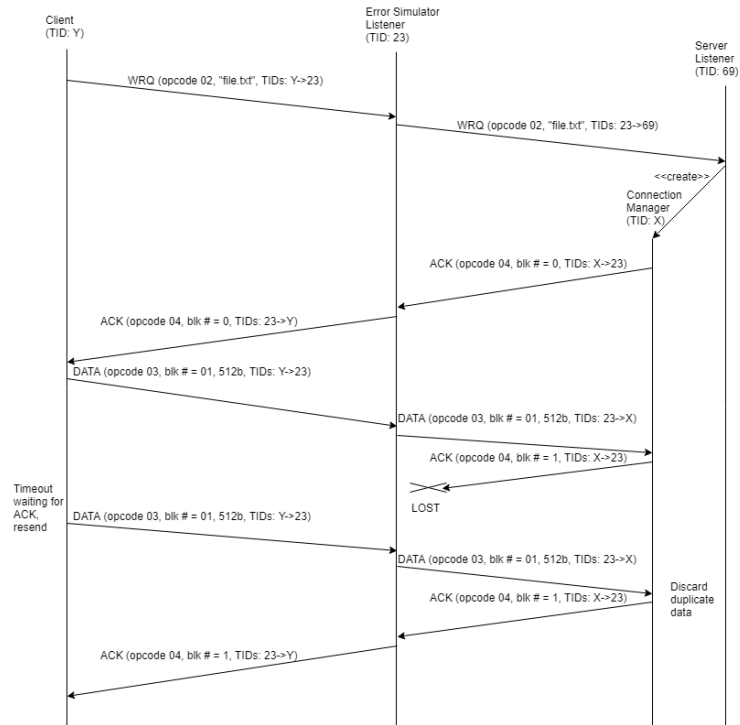 Client
(TID: Y)
Error Simulator
Listener
(TID: 23)
Server
Listener
(TID: 69)
WRQ (opcode 02, "file.txt", TIDs: Y->23)
WRQ (opcode 02, "file.txt", TIDs: 23->69)
<<create>>
Connection
Manager
(TID: X)
ACK (opcode 04, blk # = 0, TIDs: X->23)
ACK (opcode 04, blk # = 0, TIDs: 23->Y)
DATA (opcode 03, blk # = 01, 512b, TIDs: Y->23)
DATA (opcode 03, blk # = 01, 512b, TIDs: 23->X)
ACK (opcode 04, blk # = 1, TIDs: X->23)
LOST
Timeout
waiting for
ACK,
resend
DATA (opcode 03, blk # = 01, 512b, TIDs: Y->23)
DATA (opcode 03, blk # = 01, 512b, TIDs: 23->X)
Discard
duplicate
data
ACK (opcode 04, blk # = 1, TIDs: X->23)
ACK (opcode 04, blk # = 1, TIDs: 23->Y)